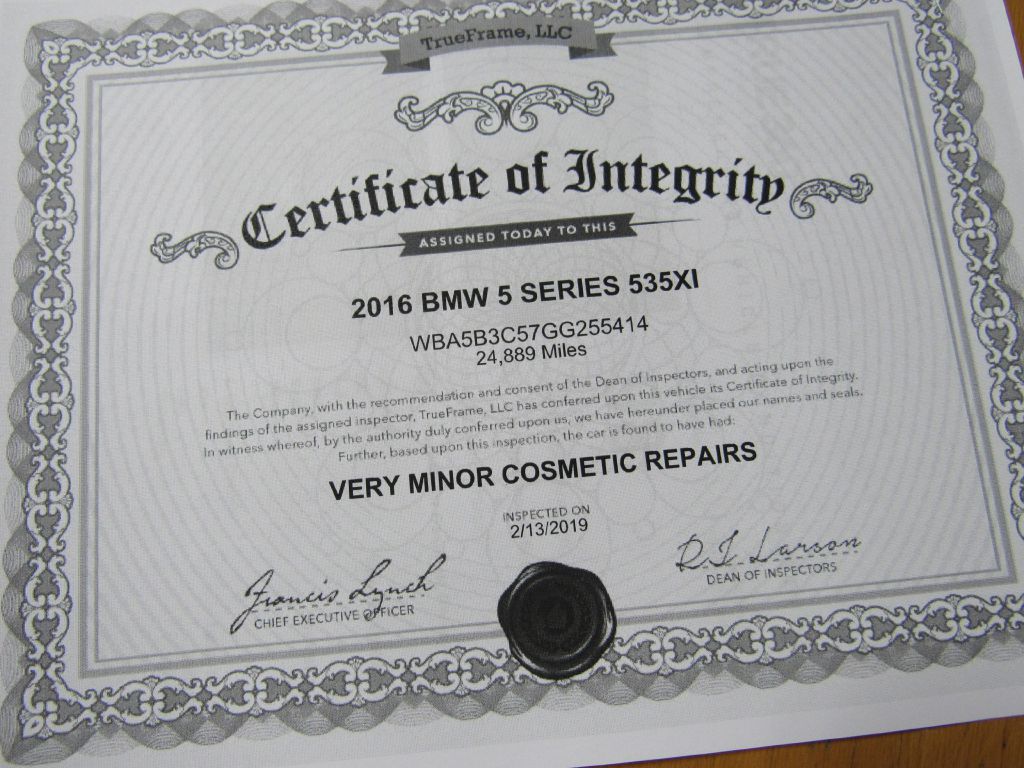 TrueFrame, LLC
Certificate of Integrity
ASSIGNED TODAY TO THIS
2016 BMW 5 SERIES 535XI
WBA5B3C57GG255414
24,889 Miles
The Company, with the recommendation and consent of the Dean of Inspectors, and acting upon the
findings of the assigned inspector, TrueFrame, LLC has conferred upon this vehicle its Certificate of Integrity.
In witness whereof, by the authority duly conferred upon us, we have hereunder placed our names and seals.
Further, based upon this inspection, the car is found to have had:
VERY MINOR COSMETIC REPAIRS
INSPECTED ON
2/13/2019
Francis Lynch
CHIEF EXECUTIVE OFFICER
R.I. Larson
DEAN OF INSPECTORS